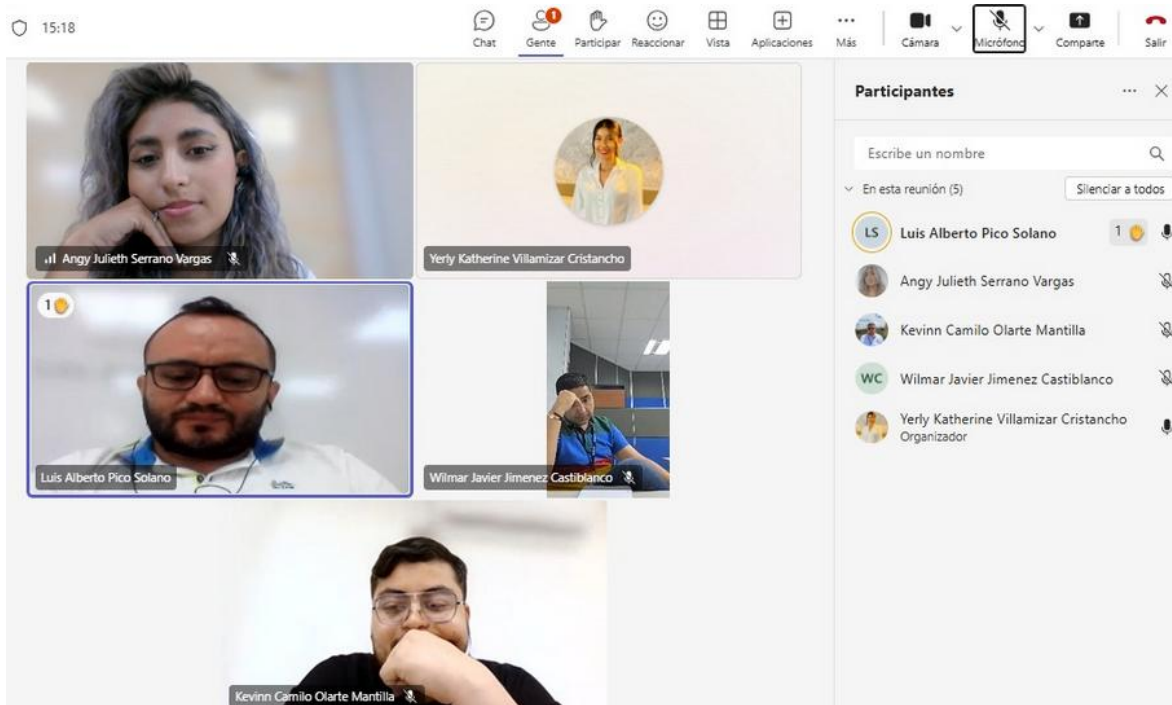 15:18
Chat
Gente
1
Participar
Reaccionar
Vista
Aplicaciones
Más
Cámara
Micrófono
Comparte
Salir
Angy Julieth Serrano Vargas
Yerly Katherine Villamizar Cristancho
1
Luis Alberto Pico Solano
Wilmar Javier Jimenez Castiblanco
Kevinn Camilo Olarte Mantilla
Participantes
Escribe un nombre
En esta reunión (5)
Silenciar a todos
LS
Luis Alberto Pico Solano
1
Angy Julieth Serrano Vargas
Kevinn Camilo Olarte Mantilla
WC
Wilmar Javier Jimenez Castiblanco
Yerly Katherine Villamizar Cristancho
Organizador